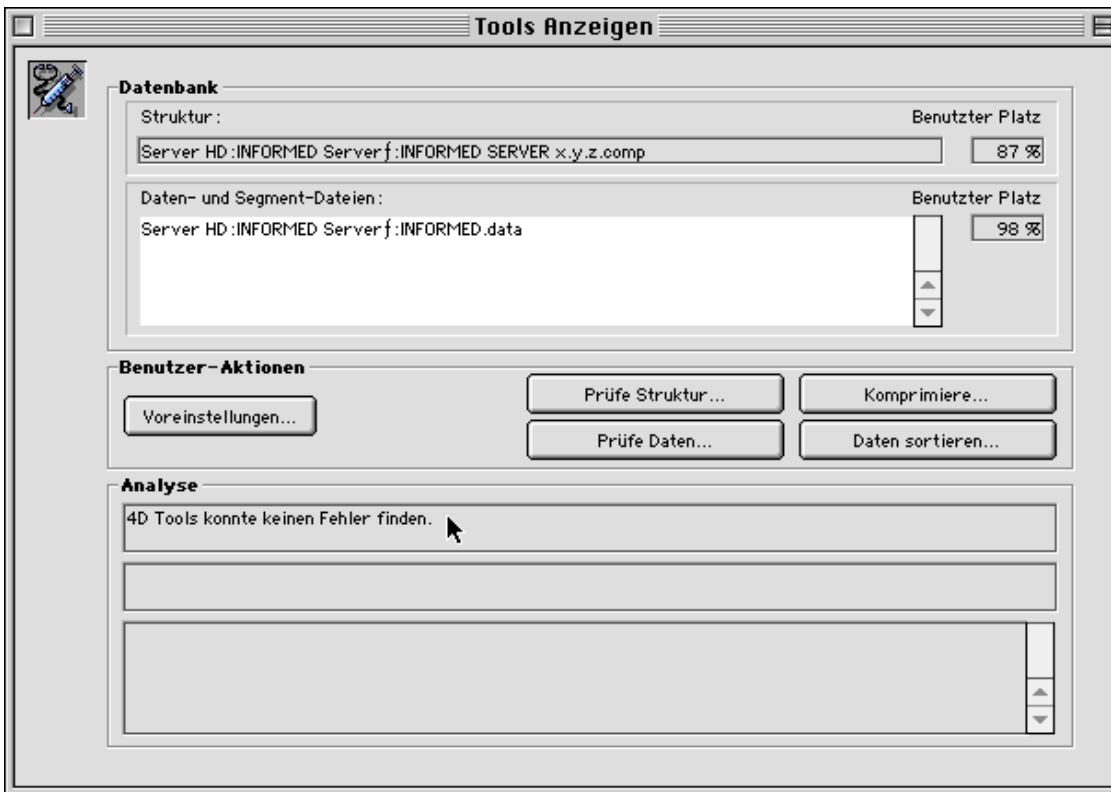 Tools Anzeigen
Datenbank
Struktur: Benutzter Platz
Server HD:INFORMED Serverƒ:INFORMED SERVER x.y.z.comp 87 %
Daten- und Segment-Dateien: Benutzter Platz
Server HD:INFORMED Serverƒ:INFORMED.data 98 %
Benutzer-Aktionen
Voreinstellungen... Prüfe Struktur... Komprimiere...
Prüfe Daten... Daten sortieren...
Analyse
4D Tools konnte keinen Fehler finden.